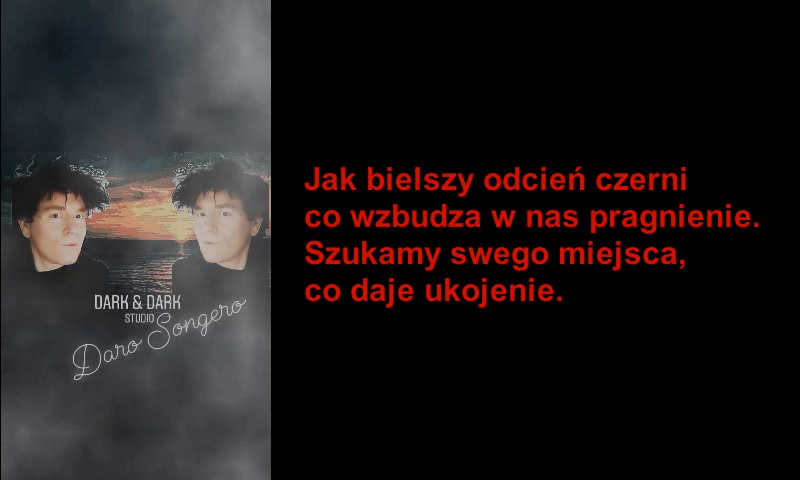 DARK & DARK
STUDIO
Daro Songero
Jak bielszy odcień czerni
co wzbudza w nas pragnienie.
Szukamy swego miejsca,
co daje ukojenie.